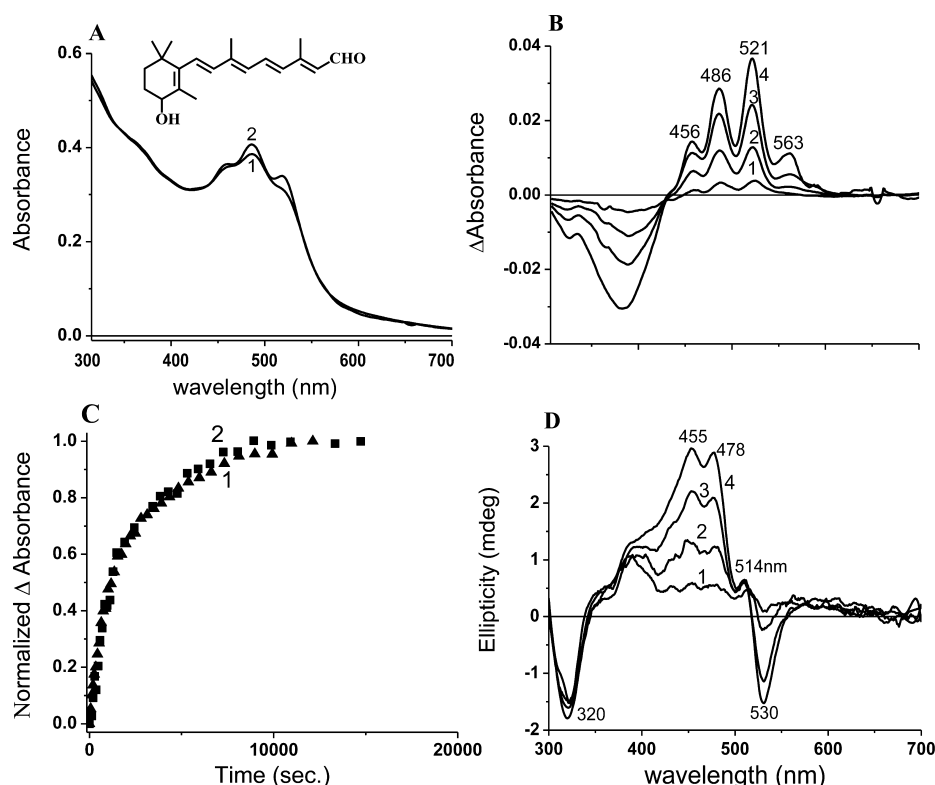 A
0.6
0.4
0.2
0.0
Absorbance
CHO
OH
2
1
300 400 500 600 700
wavelength (nm)
B
0.04
0.02
0.00
-0.02
-0.04
ΔAbsorbance
456
486
521
563
4
3
2
1
C
1.0
0.8
0.6
0.4
0.2
0.0
Normalized Δ Absorbance
2
1
0 10000 20000
Time (sec.)
D
3
2
1
0
-1
-2
Ellipticity (mdeg)
455
478
4
3
2
1
514nm
320
530
300 400 500 600 700
wavelength (nm)